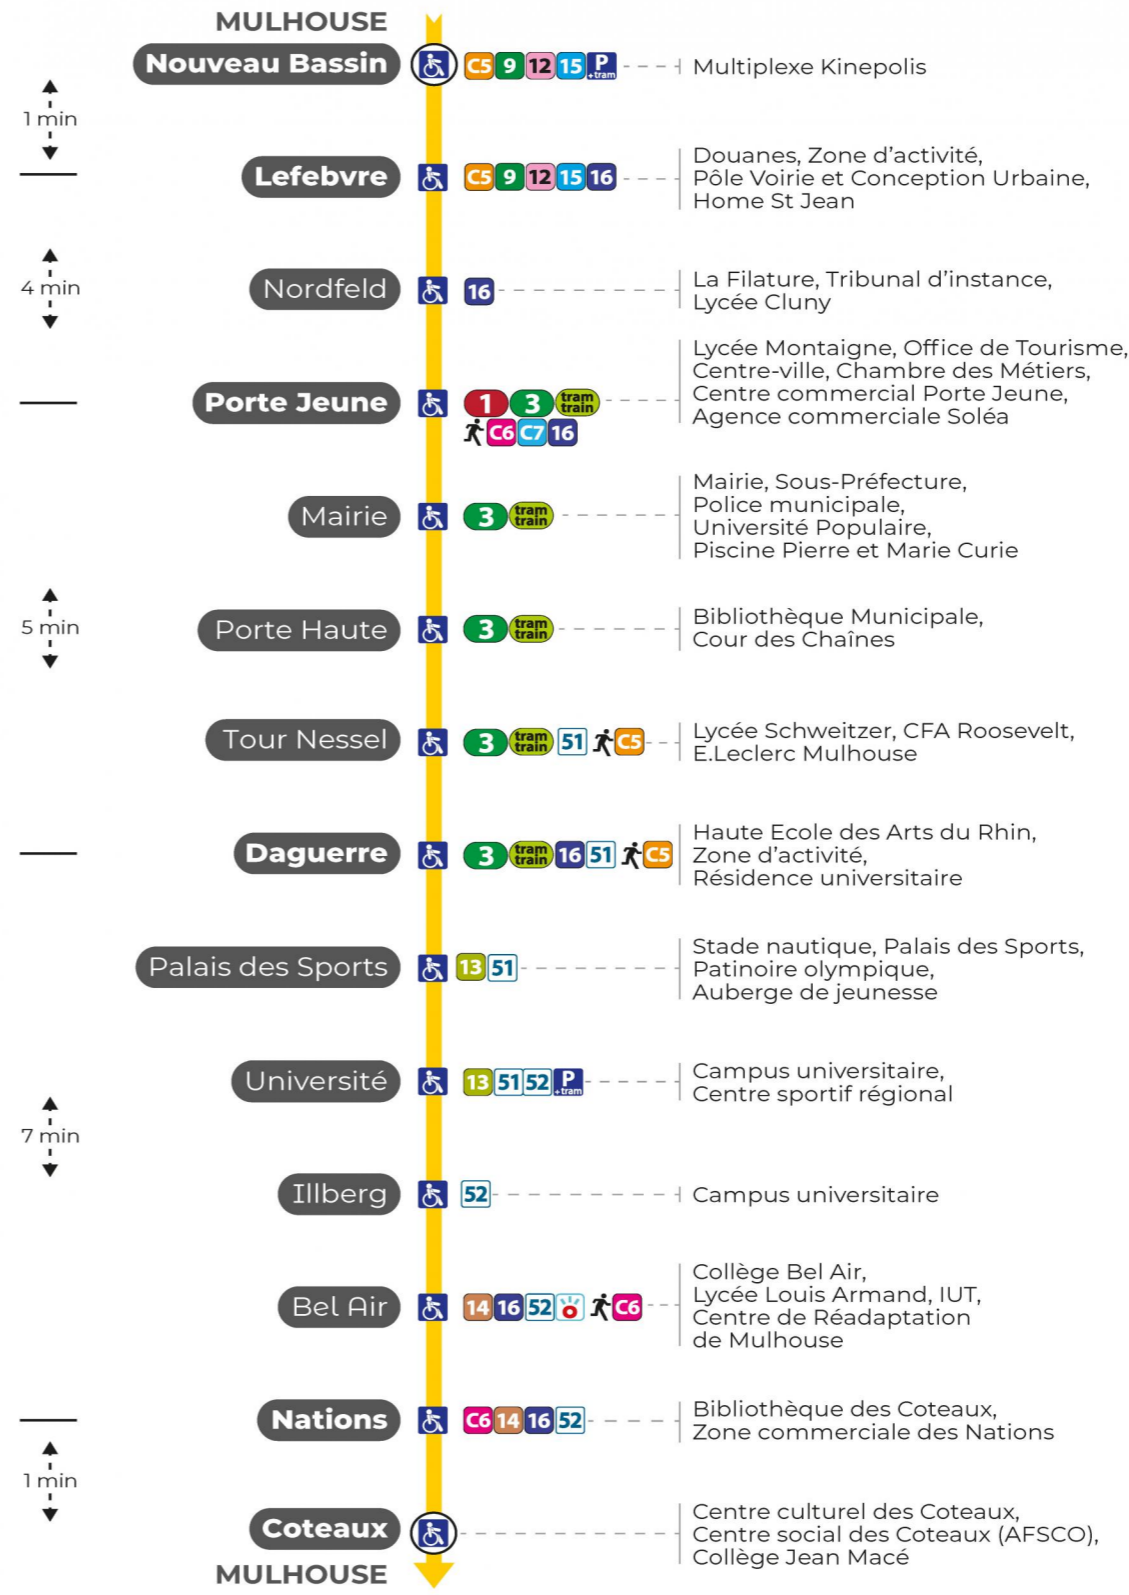 MULHOUSE
Nouveau Bassin
C5 9 12 15 P +tram
Multiplexe Kinepolis
1 min
Lefebvre
C5 9 12 15 16
Douanes, Zone d'activité,
Pôle Voirie et Conception Urbaine,
Home St Jean
4 min
Nordfeld
16
La Filature, Tribunal d'instance,
Lycée Cluny
Porte Jeune
1 3 tram train
C6 C7 16
Lycée Montaigne, Office de Tourisme,
Centre-ville, Chambre des Métiers,
Centre commercial Porte Jeune,
Agence commerciale Soléa
Mairie
3 tram train
Mairie, Sous-Préfecture,
Police municipale,
Université Populaire,
Piscine Pierre et Marie Curie
5 min
Porte Haute
3 tram train
Bibliothèque Municipale,
Cour des Chaînes
Tour Nessel
3 tram train 51 C5
Lycée Schweitzer, CFA Roosevelt,
E.Leclerc Mulhouse
Daguerre
3 tram train 16 51 C5
Haute Ecole des Arts du Rhin,
Zone d'activité,
Résidence universitaire
Palais des Sports
13 51
Stade nautique, Palais des Sports,
Patinoire olympique,
Auberge de jeunesse
Université
13 51 52 P +tram
Campus universitaire,
Centre sportif régional
7 min
Illberg
52
Campus universitaire
Bel Air
14 16 52 C6
Collège Bel Air,
Lycée Louis Armand, IUT,
Centre de Réadaptation
de Mulhouse
Nations
C6 14 16 52
Bibliothèque des Coteaux,
Zone commerciale des Nations
1 min
Coteaux
Centre culturel des Coteaux,
Centre social des Coteaux (AFSCO),
Collège Jean Macé
MULHOUSE